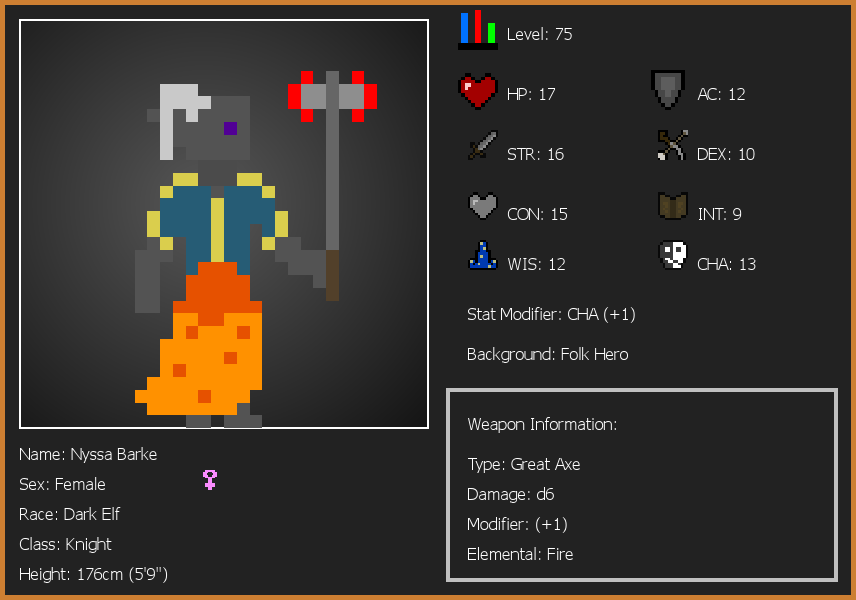 Level: 75
HP: 17
AC: 12
STR: 16
DEX: 10
CON: 15
INT: 9
WIS: 12
CHA: 13
Stat Modifier: CHA (+1)
Background: Folk Hero
Weapon Information:
Type: Great Axe
Damage: d6
Modifier: (+1)
Elemental: Fire
Name: Nyssa Barke
Sex: Female
Race: Dark Elf
Class: Knight
Height: 176cm (5'9")